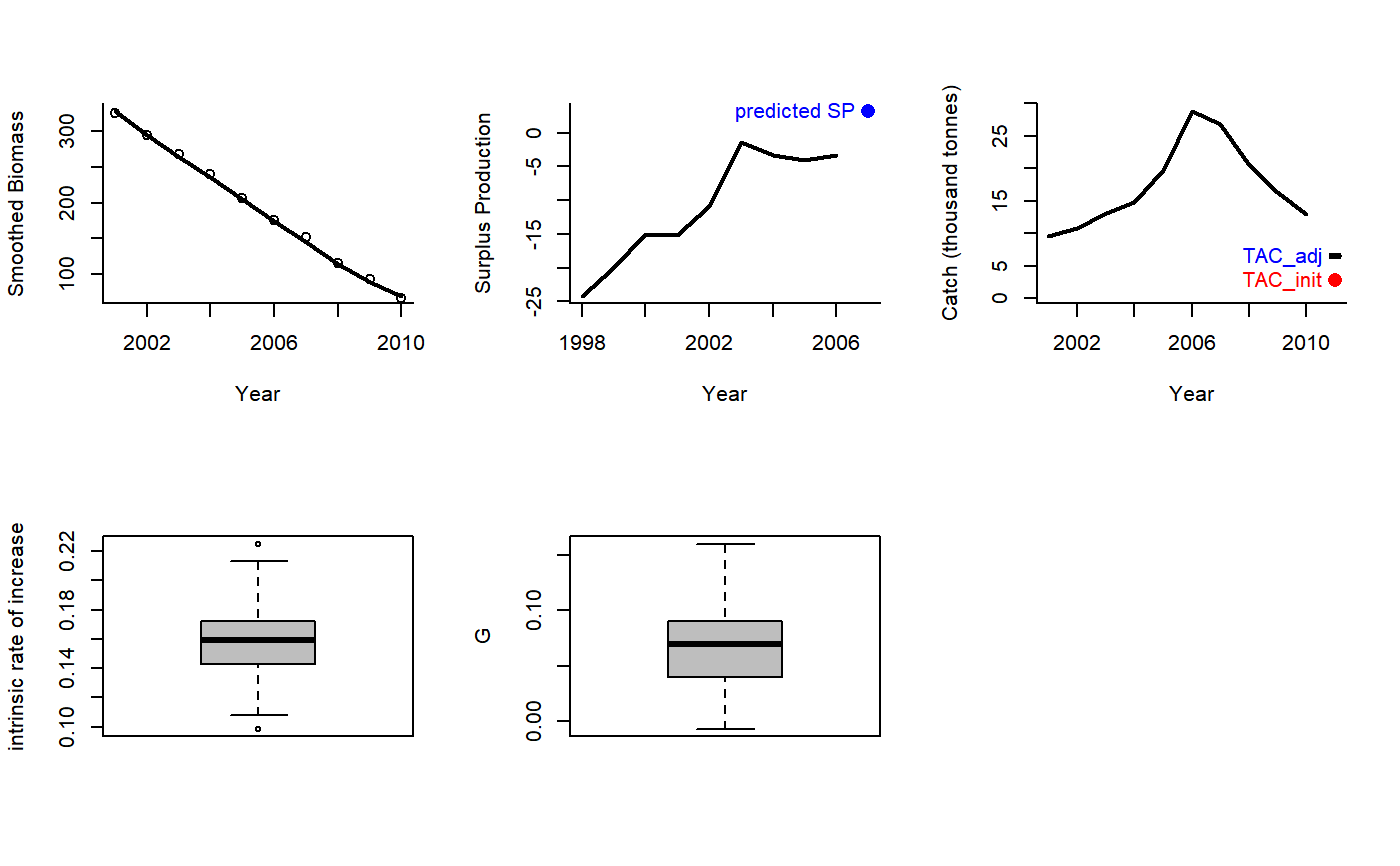 Smoothed Biomass
100 200 300
2002 2006 2010
Year
Surplus Production
-25 -15 -5 0
predicted SP
1998 2002 2006
Year
Catch (thousand tonnes)
0 5 15 25
TAC_adj
TAC_init
2002 2006 2010
Year
intrinsic rate of increase
0.10 0.14 0.18 0.22
G
0.00 0.10